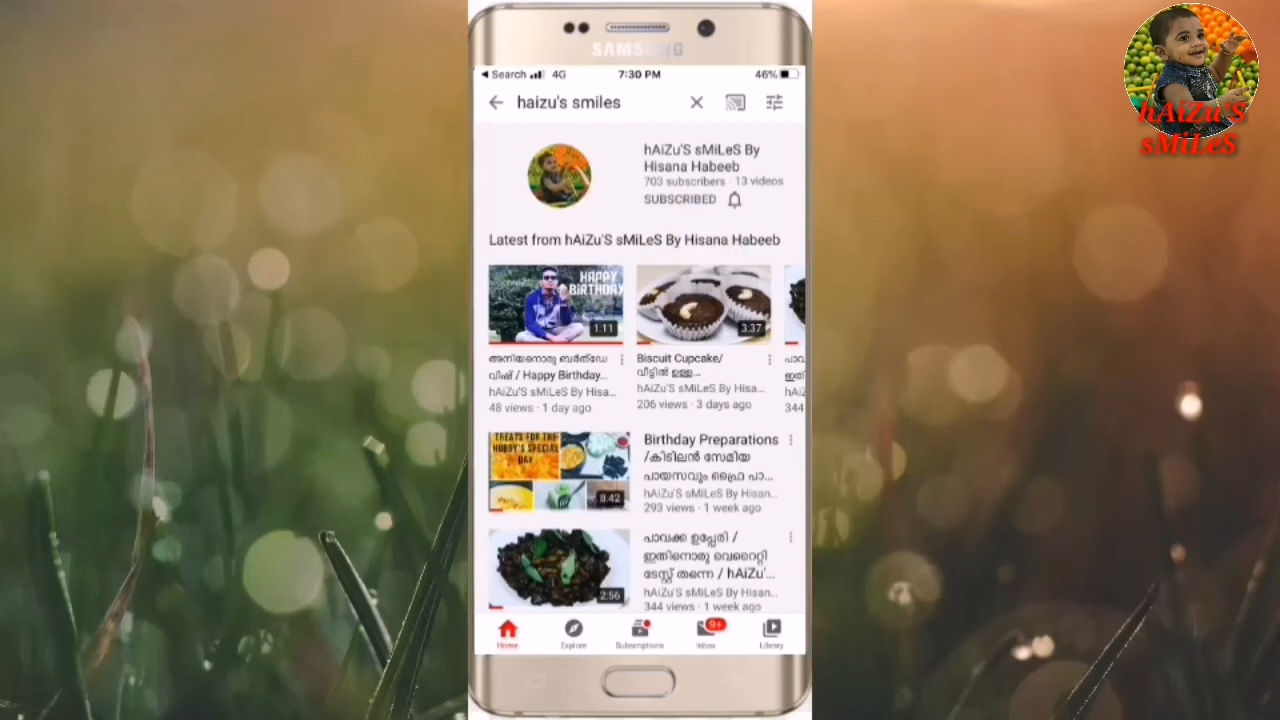 hAiZu'S
sMiLeS
SAMSUNG
Search 4G 7:30 PM 46%
haizu's smiles
hAiZu'S sMiLeS By
Hisana Habeeb
703 subscribers · 13 videos
SUBSCRIBED
Latest from hAiZu'S sMiLeS By Hisana Habeeb
HAPPY
BIRTHDAY
1:11
അനിയനൊരു ബർത്ഡേ
വിഷ് / Happy Birthday...
hAiZu'S sMiLeS By Hisa...
48 views · 1 day ago
3:37
Biscuit Cupcake/
വീട്ടിൽ ഉള്ള...
hAiZu'S sMiLeS By Hisa...
206 views · 3 days ago
344
TREATS FOR THE
HUBBY'S SPECIAL
DAY
8:42
Birthday Preparations
/കിടിലൻ സേമിയ
പായസവും ഫ്രൈ പാ...
hAiZu'S sMiLeS By Hisan...
293 views · 1 week ago
2:56
പാവക്ക ഉപ്പേരി /
ഇതിനൊരു വെറൈറ്റി
ടേസ്റ്റ് തന്നെ / hAiZu'...
hAiZu'S sMiLeS By Hisan...
344 views · 1 week ago
Home Explore Subscriptions 9+ Inbox Library